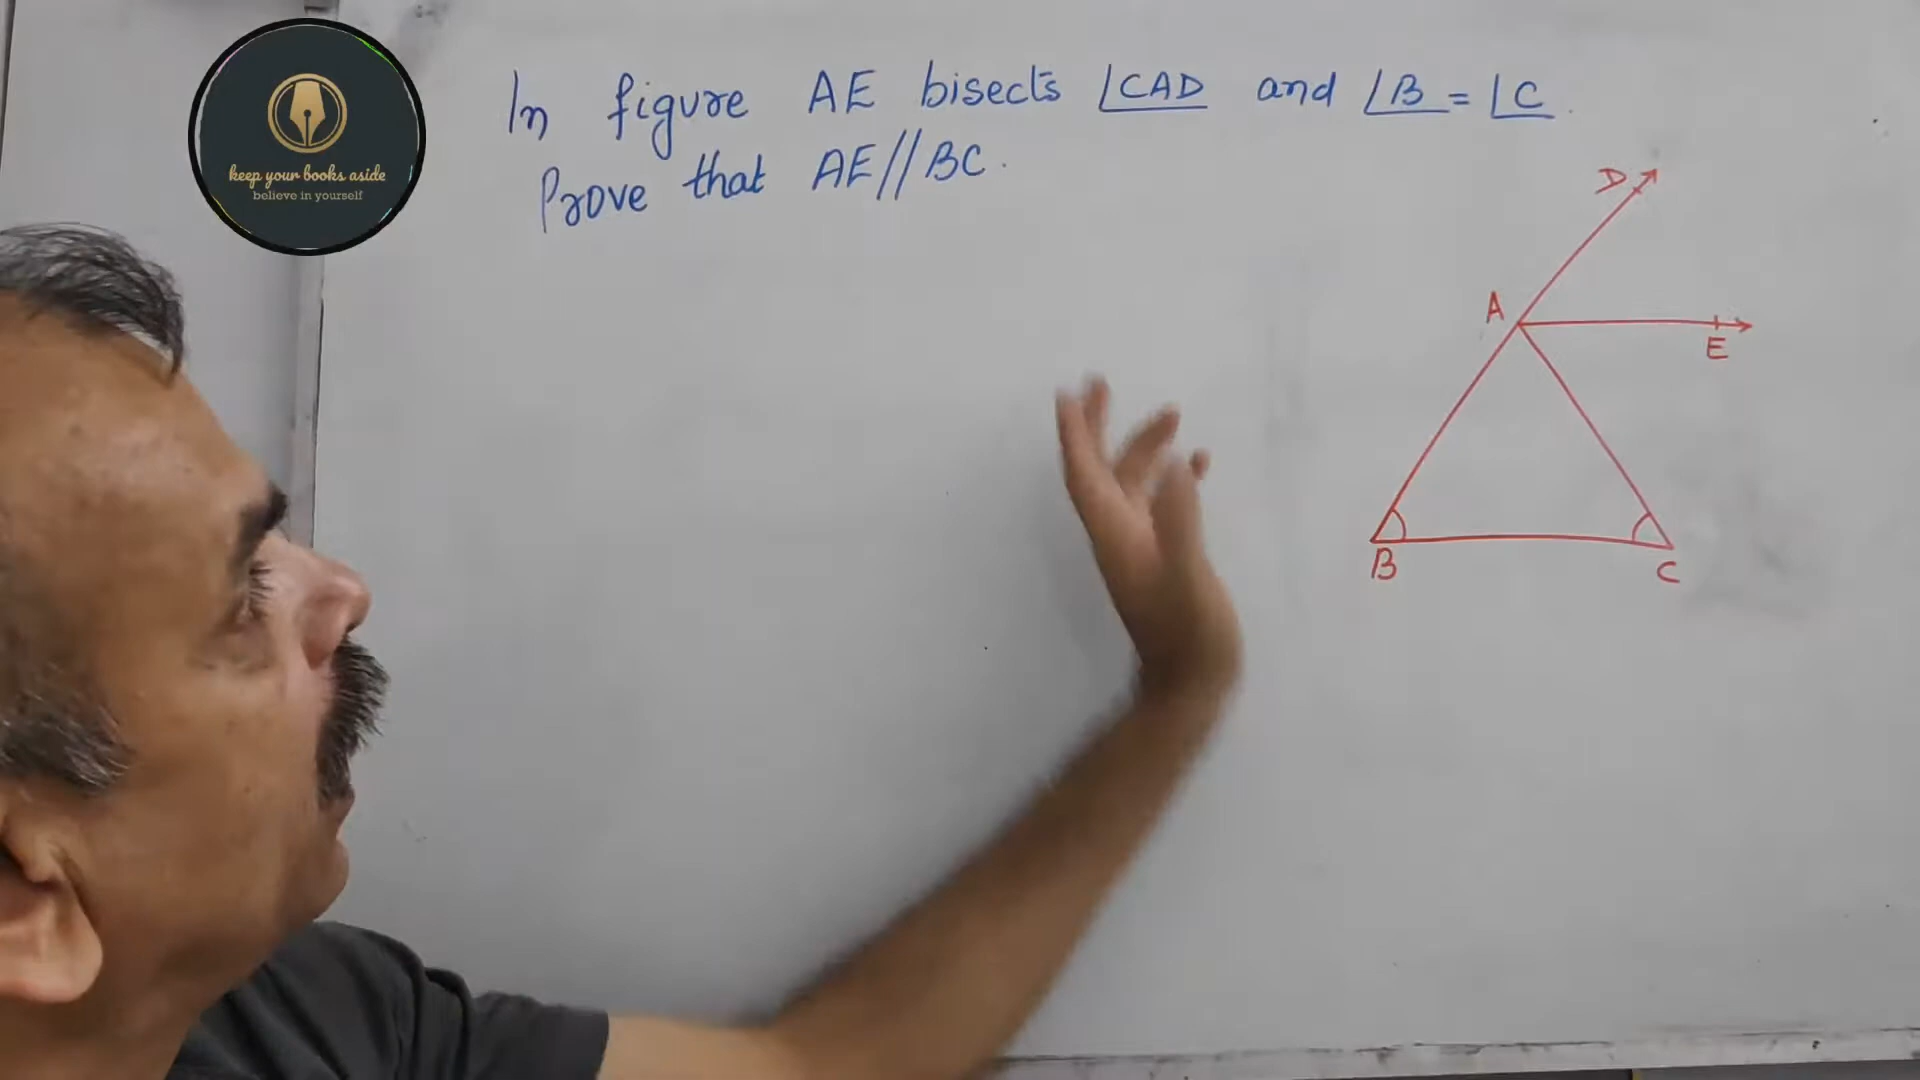 In figure AE bisects ∠CAD and ∠B = ∠C.
Prove that AE//BC.
keep your books aside
believe in yourself
D
A
E
B
C